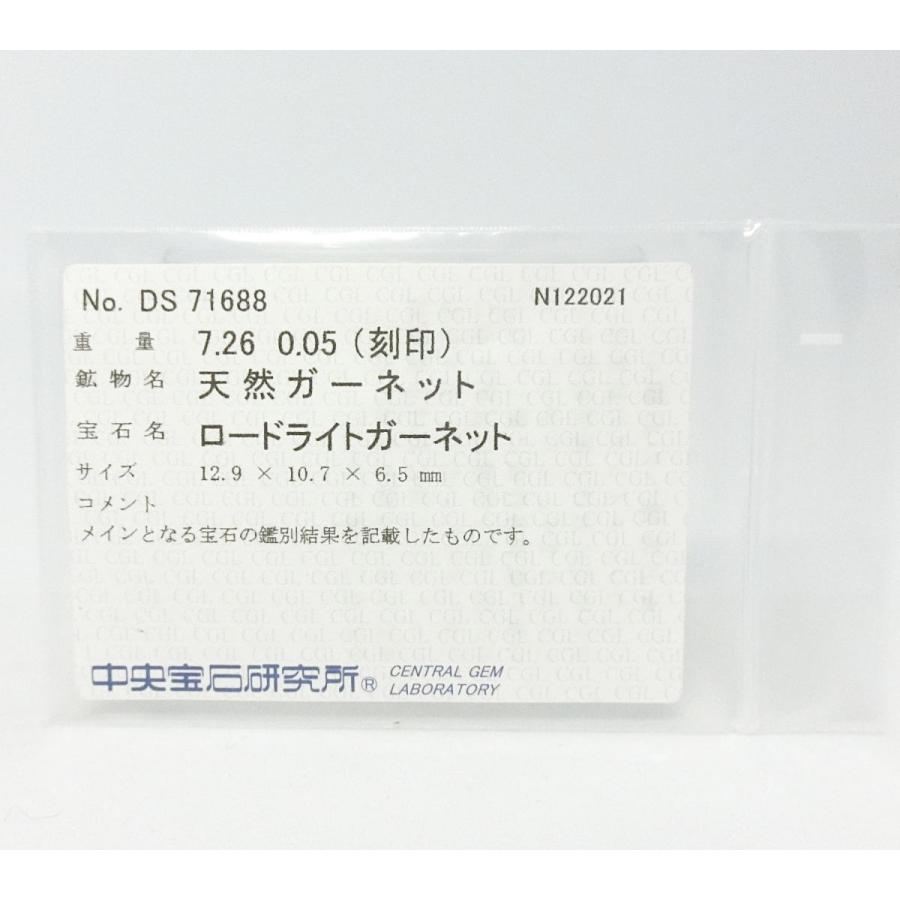 No. DS 71688 N122021
重量 7.26 0.05 (刻印)
鉱物名 天然ガーネット
宝石名 ロードライトガーネット
サイズ 12.9 × 10.7 × 6.5 mm
コメント
メインとなる宝石の鑑別結果を記載したものです。
中央宝石研究所® CENTRAL GEM
LABORATORY